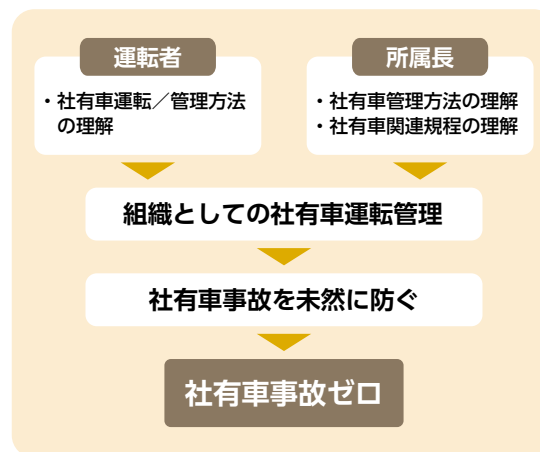 運転者
・社有車運転／管理方法
の理解
所属長
・社有車管理方法の理解
・社有車関連規程の理解
組織としての社有車運転管理
社有車事故を未然に防ぐ
社有車事故ゼロ